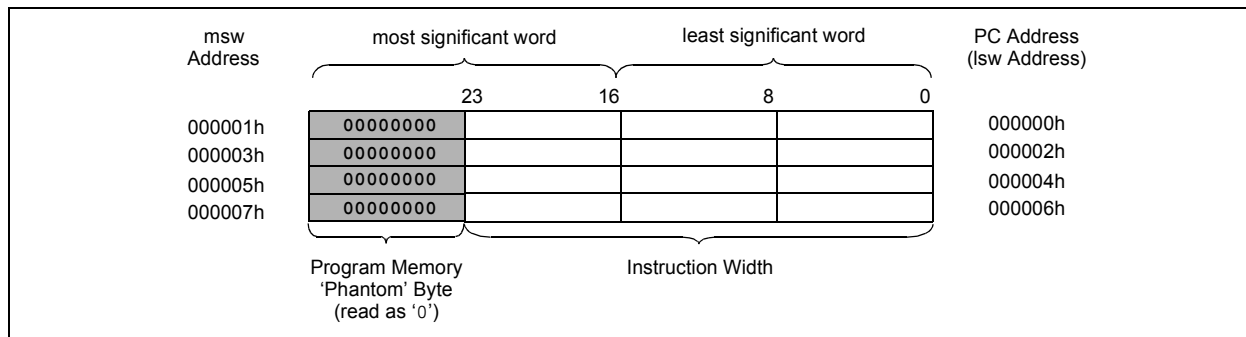 msw
Address
most significant word
least significant word
PC Address
(lsw Address)
23 16 8 0
000001h 00000000 000000h
000003h 00000000 000002h
000005h 00000000 000004h
000007h 00000000 000006h
Program Memory
‘Phantom’ Byte
(read as ‘0’)
Instruction Width